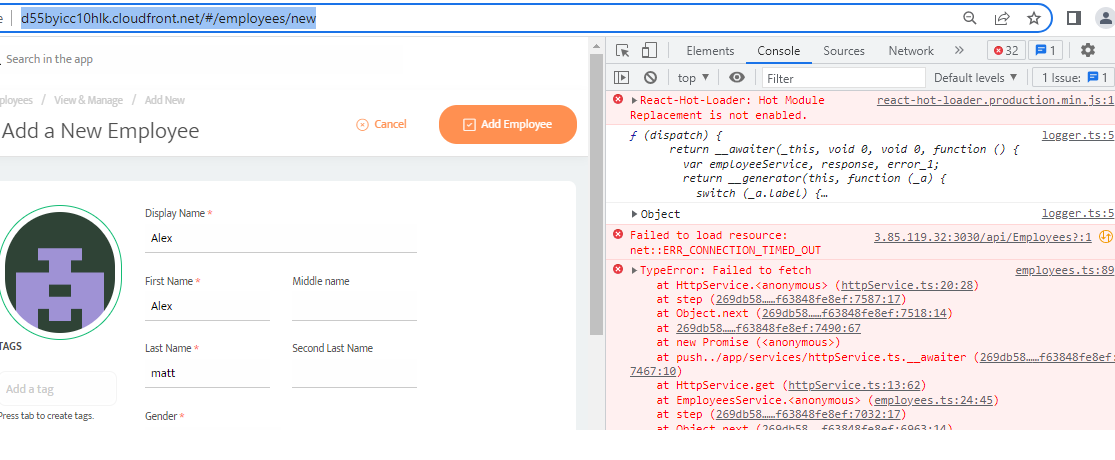 d55byicc10hlk.cloudfront.net/#/employees/new
Search in the app
ployees / View & Manage / Add New
Add a New Employee
Cancel
Add Employee
Display Name *
Alex
First Name *
Middle name
Alex
Last Name *
Second Last Name
matt
TAGS
Add a tag
Press tab to create tags.
Gender *
Elements Console Sources Network » 32 1
top ▼ Filter Default levels ▼ 1 Issue: 1
React-Hot-Loader: Hot Module react-hot-loader.production.min.js:1
Replacement is not enabled.
ƒ (dispatch) { logger.ts:5
return __awaiter(_this, void 0, void 0, function () {
var employeeService, response, error_1;
return __generator(this, function (_a) {
switch (_a.label) {…
▶ Object logger.ts:5
Failed to load resource: 3.85.119.32:3030/api/Employees?:1
net::ERR_CONNECTION_TIMED_OUT
▶ TypeError: Failed to fetch employees.ts:89
at HttpService.<anonymous> (httpService.ts:20:28)
at step (269db58……f63848fe8ef:7587:17)
at Object.next (269db58……f63848fe8ef:7518:14)
at 269db58……f63848fe8ef:7490:67
at new Promise (<anonymous>)
at push../app/services/httpService.ts.__awaiter (269db58……f63848fe8ef:
7467:10)
at HttpService.get (httpService.ts:13:62)
at EmployeesService.<anonymous> (employees.ts:24:45)
at step (269db58……f63848fe8ef:7032:17)
at Object.next (269db58……f63848fe8ef:6963:14)